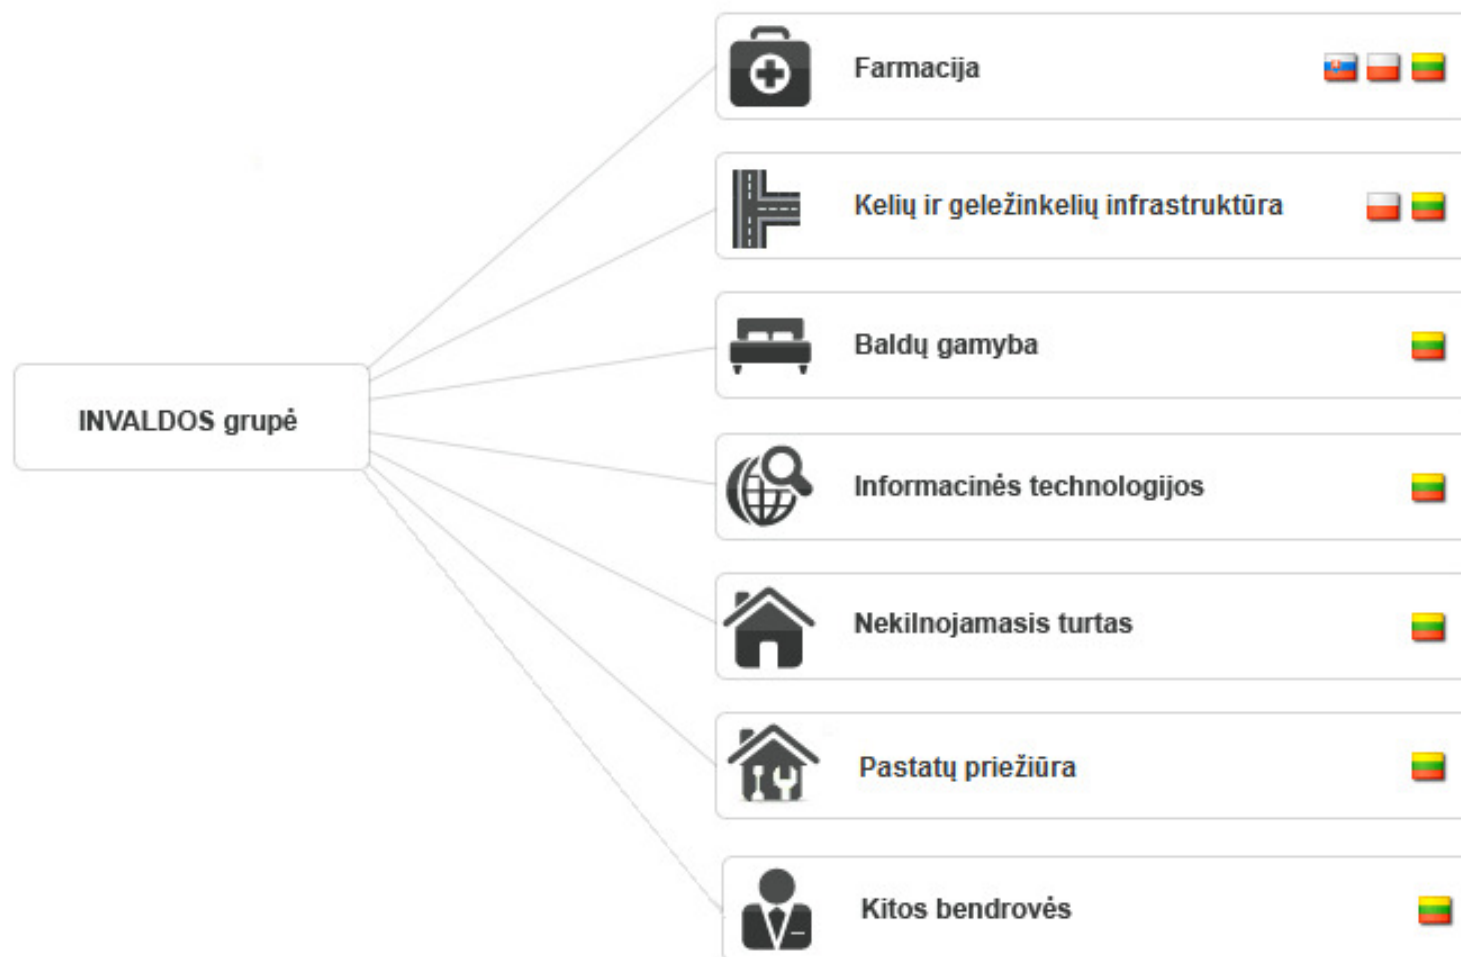 Farmacija
Kelių ir geležinkelių infrastruktūra
Baldų gamyba
INVALDOS grupė
Informacinės technologijos
Nekilnojamasis turtas
Pastatų priežiūra
Kitos bendrovės